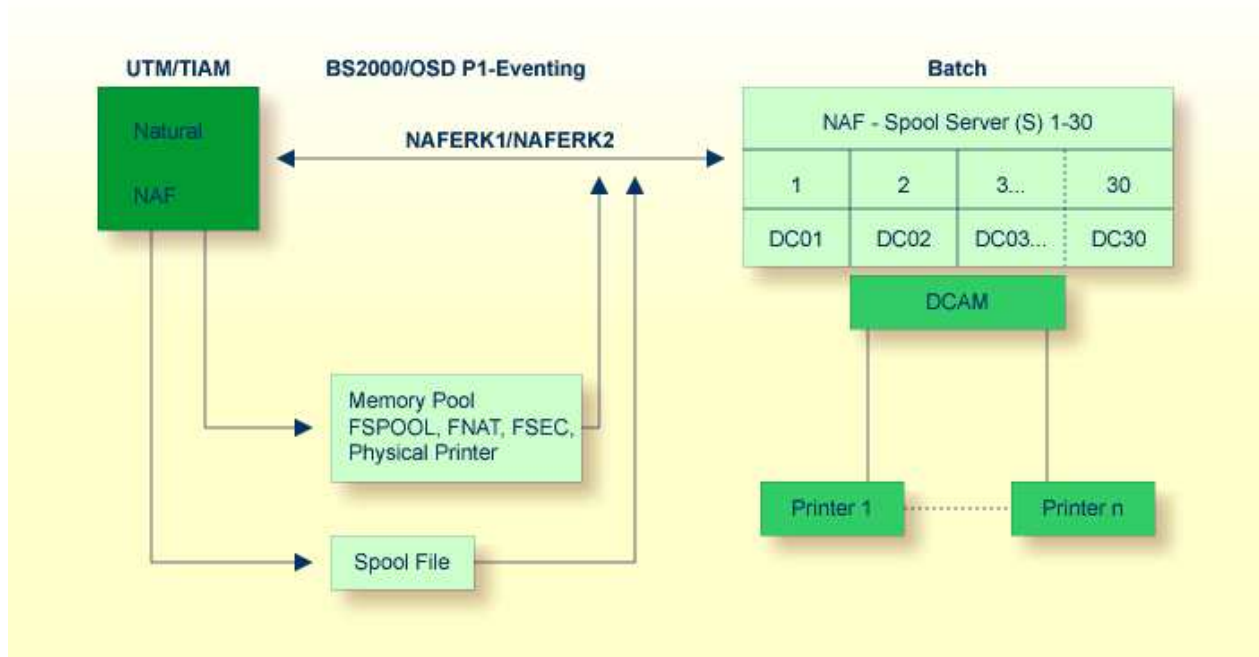 UTM/TIAM
BS2000/OSD P1-Eventing
Batch
Natural
NAF
NAFERK1/NAFERK2
NAF - Spool Server (S) 1-30
1
2
3...
30
DC01
DC02
DC03...
DC30
DCAM
Memory Pool
FSPOOL, FNAT, FSEC,
Physical Printer
Printer 1
Printer n
Spool File